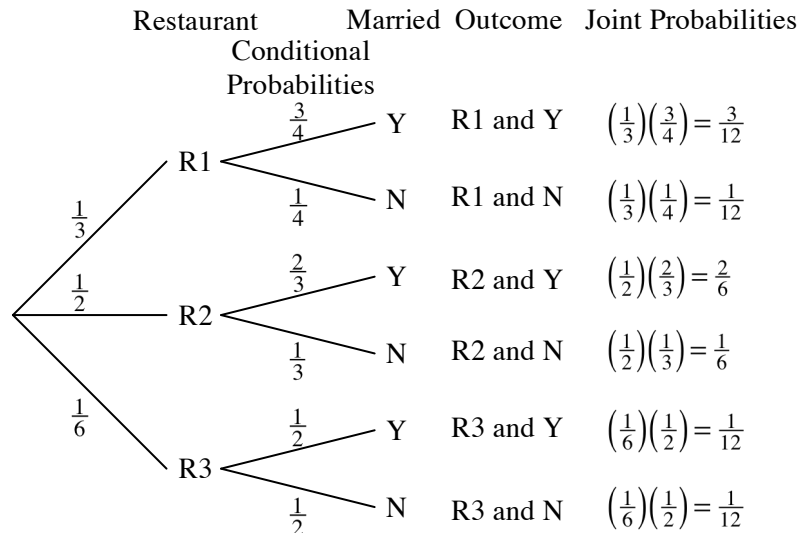 Restaurant Married Outcome Joint Probabilities
Conditional
Probabilities
3/4 Y R1 and Y (1/3)(3/4) = 3/12
R1
1/4 N R1 and N (1/3)(1/4) = 1/12
1/3
2/3 Y R2 and Y (1/2)(2/3) = 2/6
1/2
R2
1/3 N R2 and N (1/2)(1/3) = 1/6
1/6
1/2 Y R3 and Y (1/6)(1/2) = 1/12
R3
1/2 N R3 and N (1/6)(1/2) = 1/12